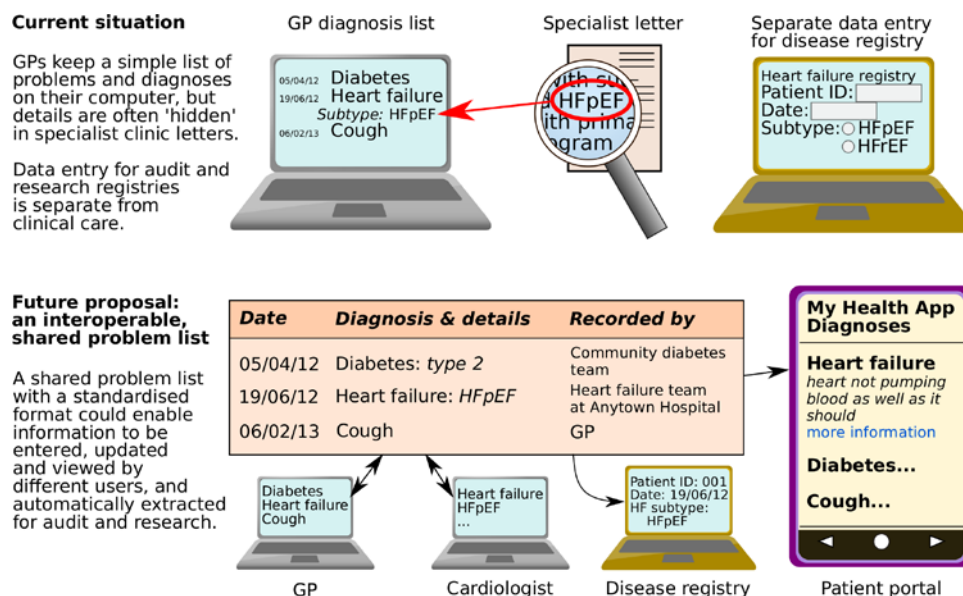 Current situation
GPs keep a simple list of
problems and diagnoses
on their computer, but
details are often 'hidden'
in specialist clinic letters.
Data entry for audit and
research registries
is separate from
clinical care.
GP diagnosis list
05/04/12 Diabetes
19/06/12 Heart failure
Subtype: HFpEF
06/02/13 Cough
Specialist letter
with su
HFpEF
ith prima
ogram
Separate data entry
for disease registry
Heart failure registry
Patient ID:
Date:
Subtype: HFpEF
HFrEF
Future proposal:
an interoperable,
shared problem list
A shared problem list
with a standardised
format could enable
information to be
entered, updated
and viewed by
different users, and
automatically extracted
for audit and research.
Date Diagnosis & details Recorded by
05/04/12 Diabetes: type 2 Community diabetes
team
19/06/12 Heart failure: HFpEF Heart failure team
at Anytown Hospital
06/02/13 Cough GP
Diabetes
Heart failure
Cough
GP
Heart failure
HFpEF
...
Cardiologist
Patient ID: 001
Date: 19/06/12
HF subtype:
HFpEF
Disease registry
My Health App
Diagnoses
Heart failure
heart not pumping
blood as well as it
should
more information
Diabetes...
Cough...
Patient portal